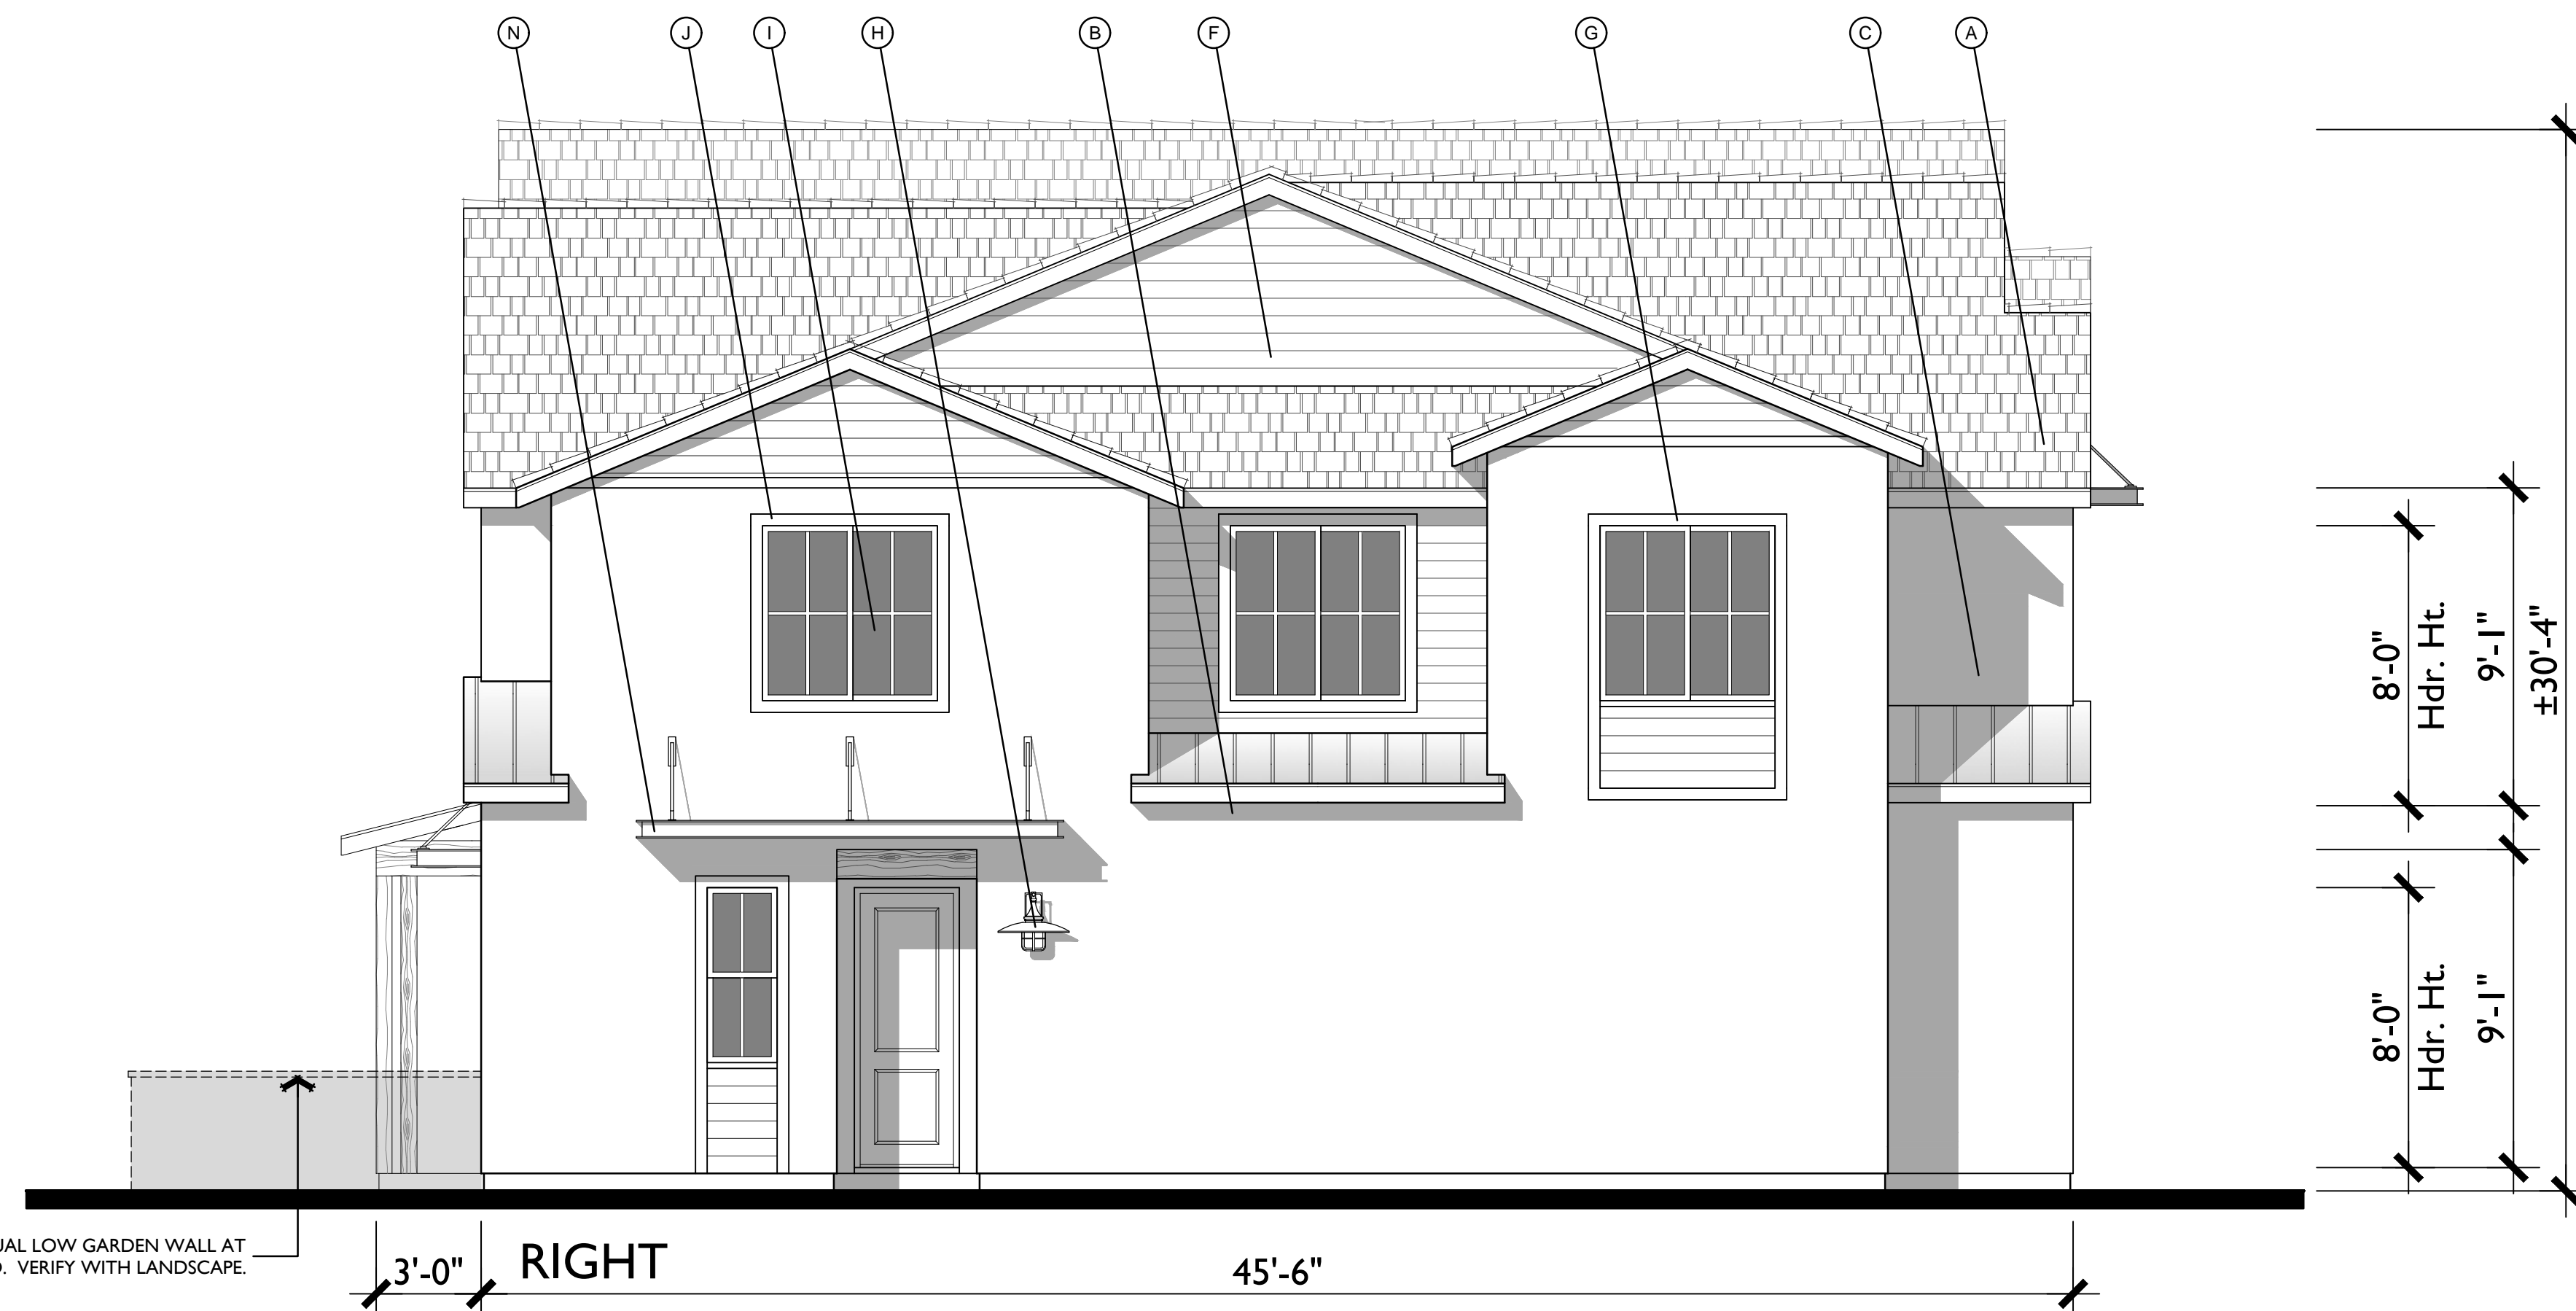 N J I H B F G C A
8'-0"
Hdr. Ht.
9'-1"
±30'-4"
8'-0"
Hdr. Ht.
9'-1"
LOW GARDEN WALL AT
VERIFY WITH LANDSCAPE.
3'-0"
RIGHT
45'-6"